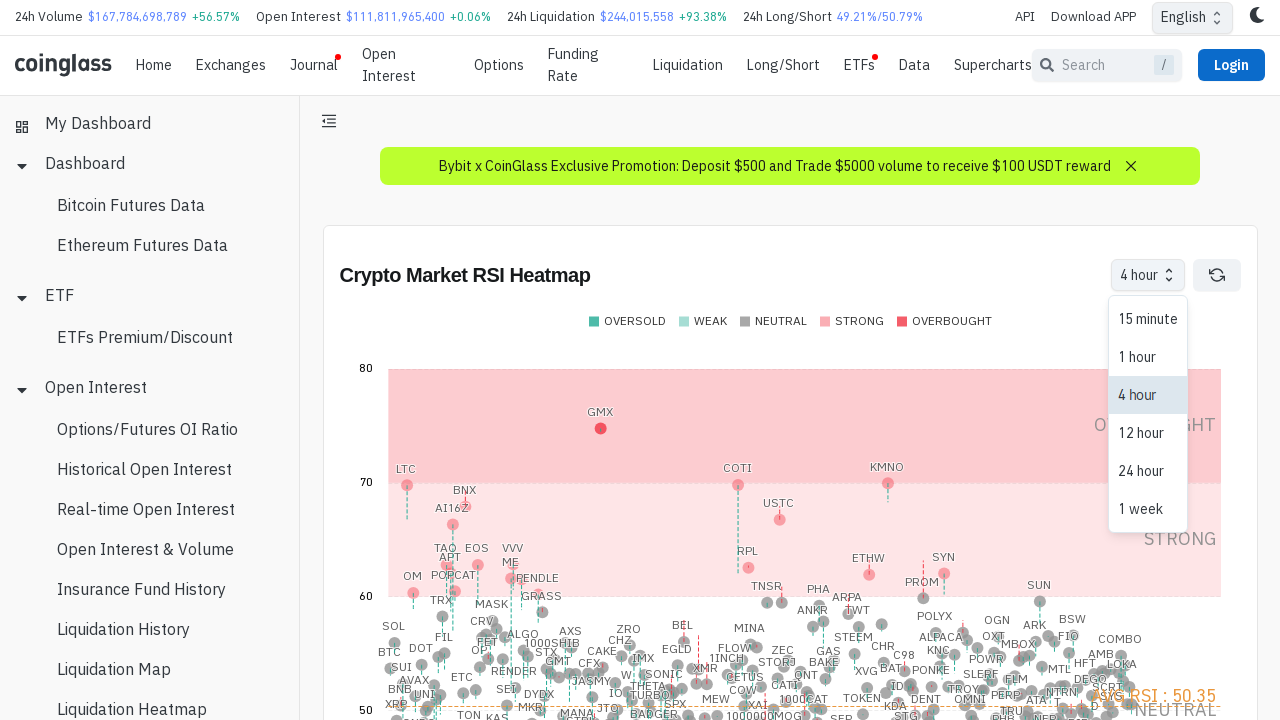 24h Volume $167,784,698,789 +56.57% Open Interest $111,811,965,400 +0.06% 24h Liquidation $244,015,558 +93.38% 24h Long/Short 49.21%/50.79% API Download APP English
coinglass Home Exchanges Journal Open Interest Options Funding Rate Liquidation Long/Short ETFs Data Supercharts Search / Login
My Dashboard
Dashboard
Bitcoin Futures Data
Ethereum Futures Data
ETF
ETFs Premium/Discount
Open Interest
Options/Futures OI Ratio
Historical Open Interest
Real-time Open Interest
Open Interest & Volume
Insurance Fund History
Liquidation History
Liquidation Map
Liquidation Heatmap
Bybit x CoinGlass Exclusive Promotion: Deposit $500 and Trade $5000 volume to receive $100 USDT reward
Crypto Market RSI Heatmap
4 hour
15 minute
1 hour
4 hour
12 hour
24 hour
1 week
OVERSOLD WEAK NEUTRAL STRONG OVERBOUGHT
80
GMX
70
LTC COTI KMNO
BNX
AI16Z USTC
STRONG
TAO EOS VVV
APT ME RPL ETHW SYN
OM POPCAT PENDLE TNSR PHA PROM SUN
60
TRX GRASS ARPA
MASK ANKR TWT
SOL CRV BEL MINA POLYX OGN ARK BSW
FIL ALGO AXS ZRO STEEM ALPACA OXT FIO COMBO
BTC DOT FET 1000SHIB CHZ EGLD FLOW GAS CHR KNC MBOX
OP STX CAKE IMX 1INCH ZEC BAKE C98 POWR AMB
SUI RENDER GMT CFX XMR STORJ XVG BAT PONKE HFT LOKA
AVAX ETC W SONIC CETUS QNT SLERF FLM MTL DEGO
BNB UNI SEI DYDX JASMY THETA COW CATI ID TROY NTRN SCRT
IO TURBO PERP
XRP MKR JTO SPX MEW XAI 1000CAT TOKEN DENT OMNI ATA
AVG RSI : 50.35
50
TON KAS MANA BADGER MOG SFP KDA STG TRU
NEUTRAL